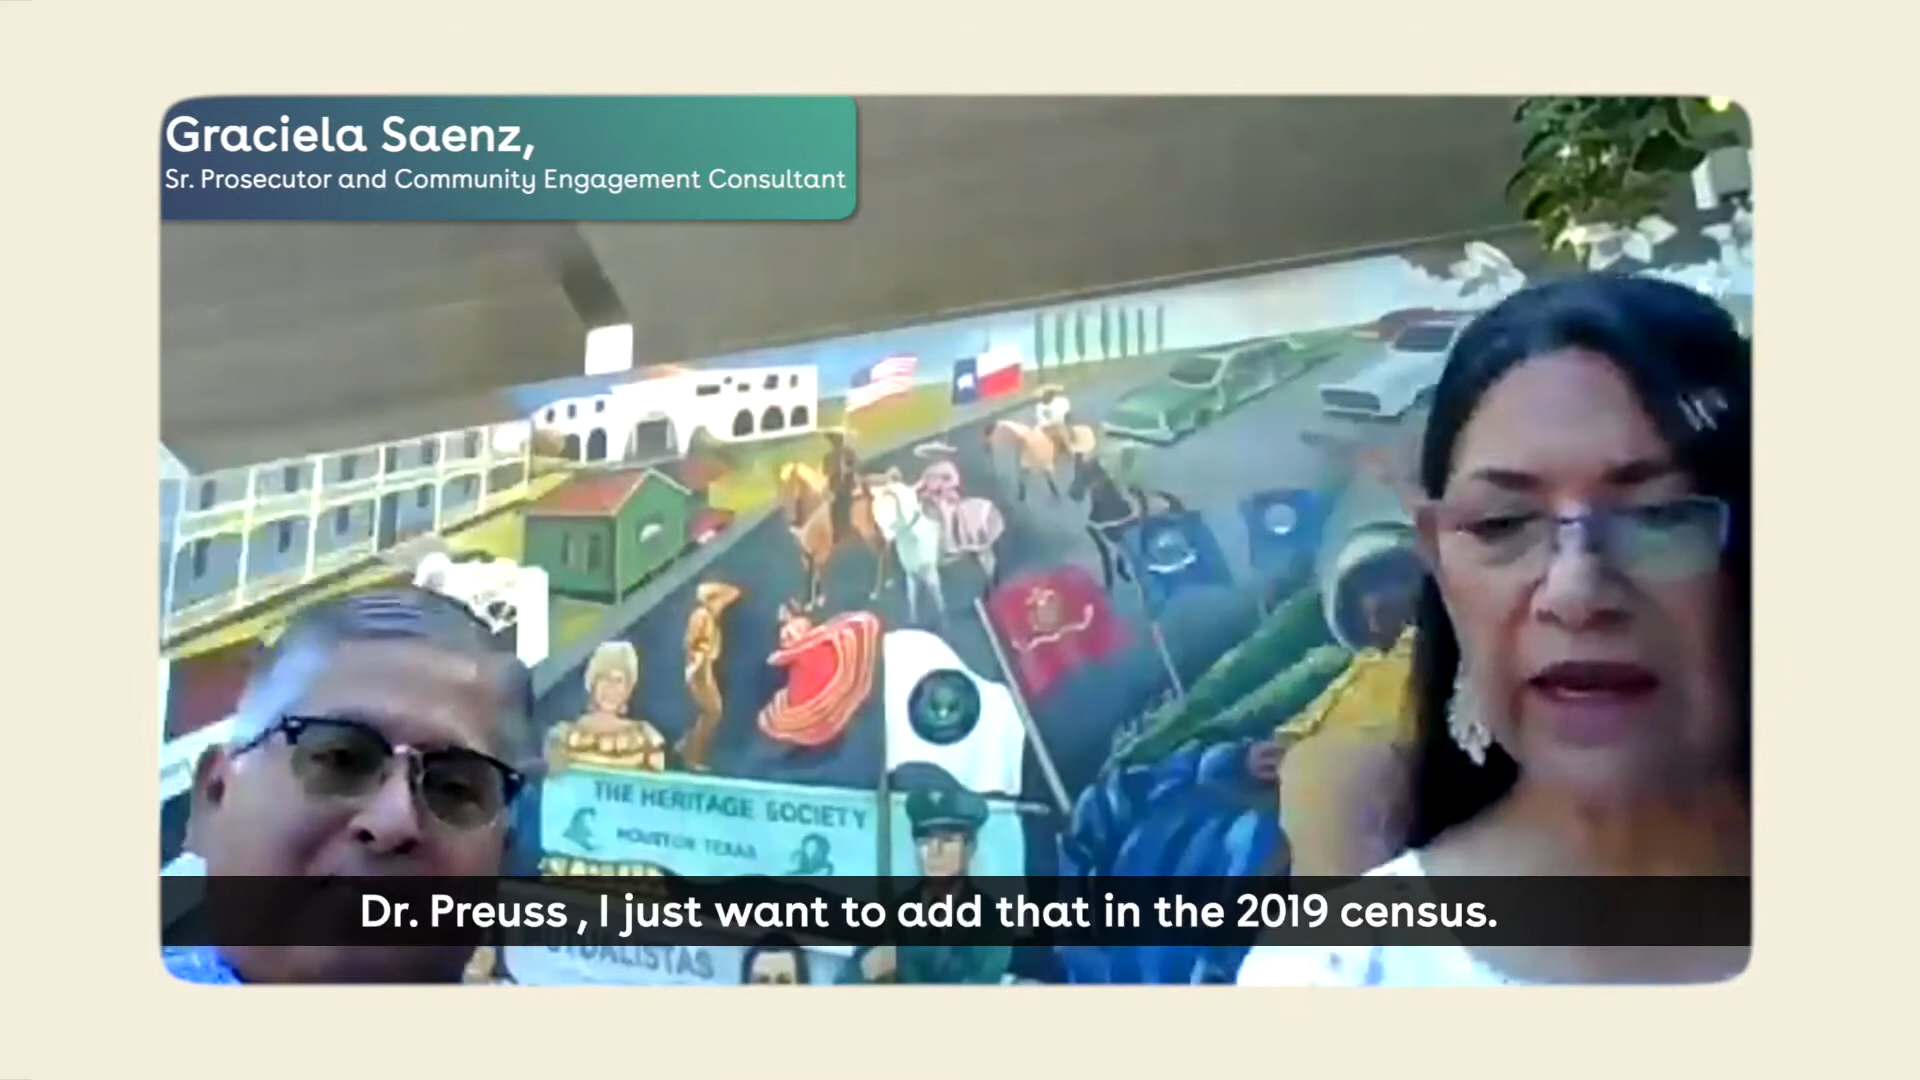 Graciela Saenz,
Sr. Prosecutor and Community Engagement Consultant
THE HERITAGE SOCIETY
HOUSTON TEXAS
Dr. Preuss , I just want to add that in the 2019 census.